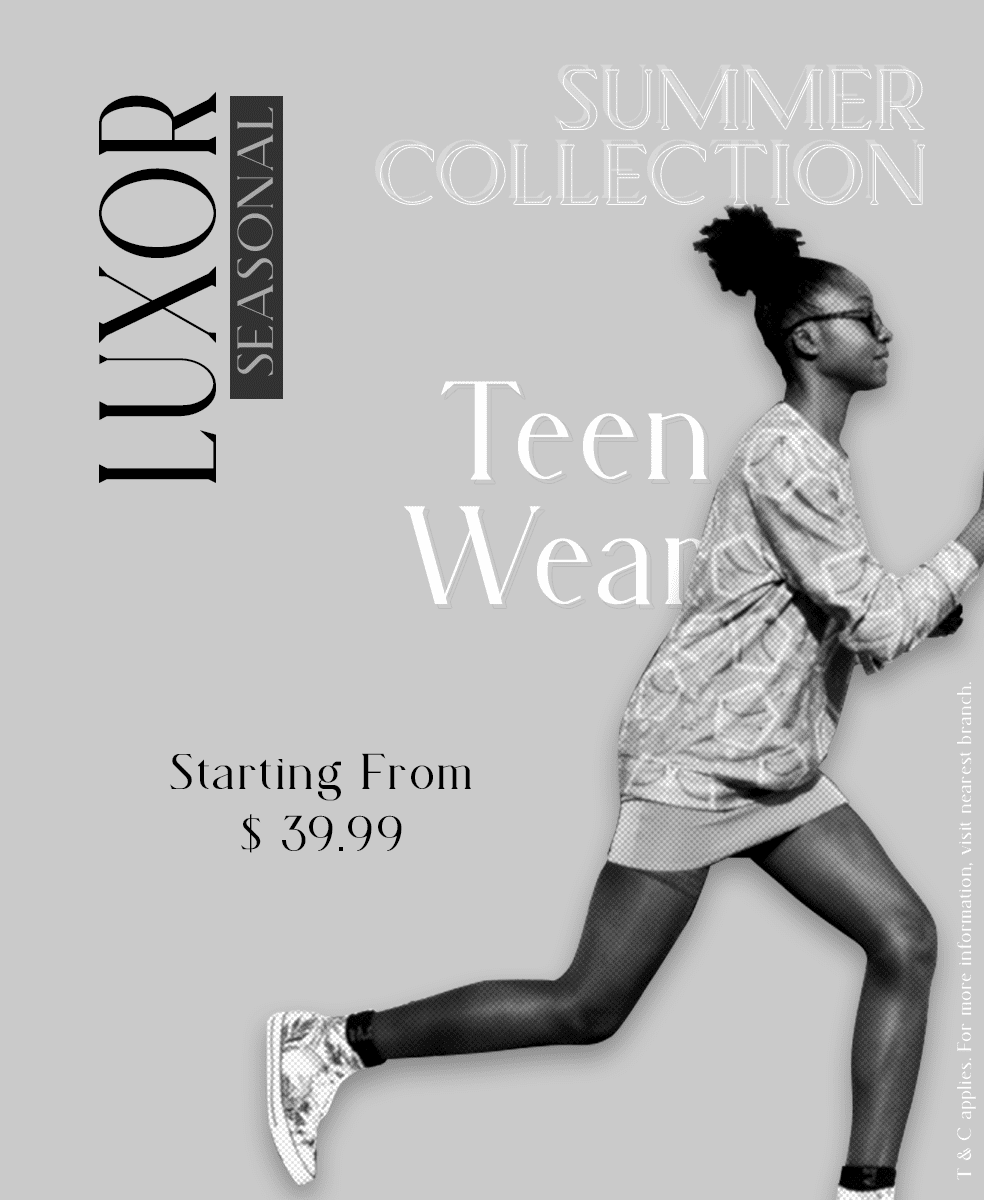 LUXOR
SEASONAL
SUMMER
COLLECTION
Teen
Wear
Starting From
$ 39.99
T & C applies. For more information, visit nearest branch.